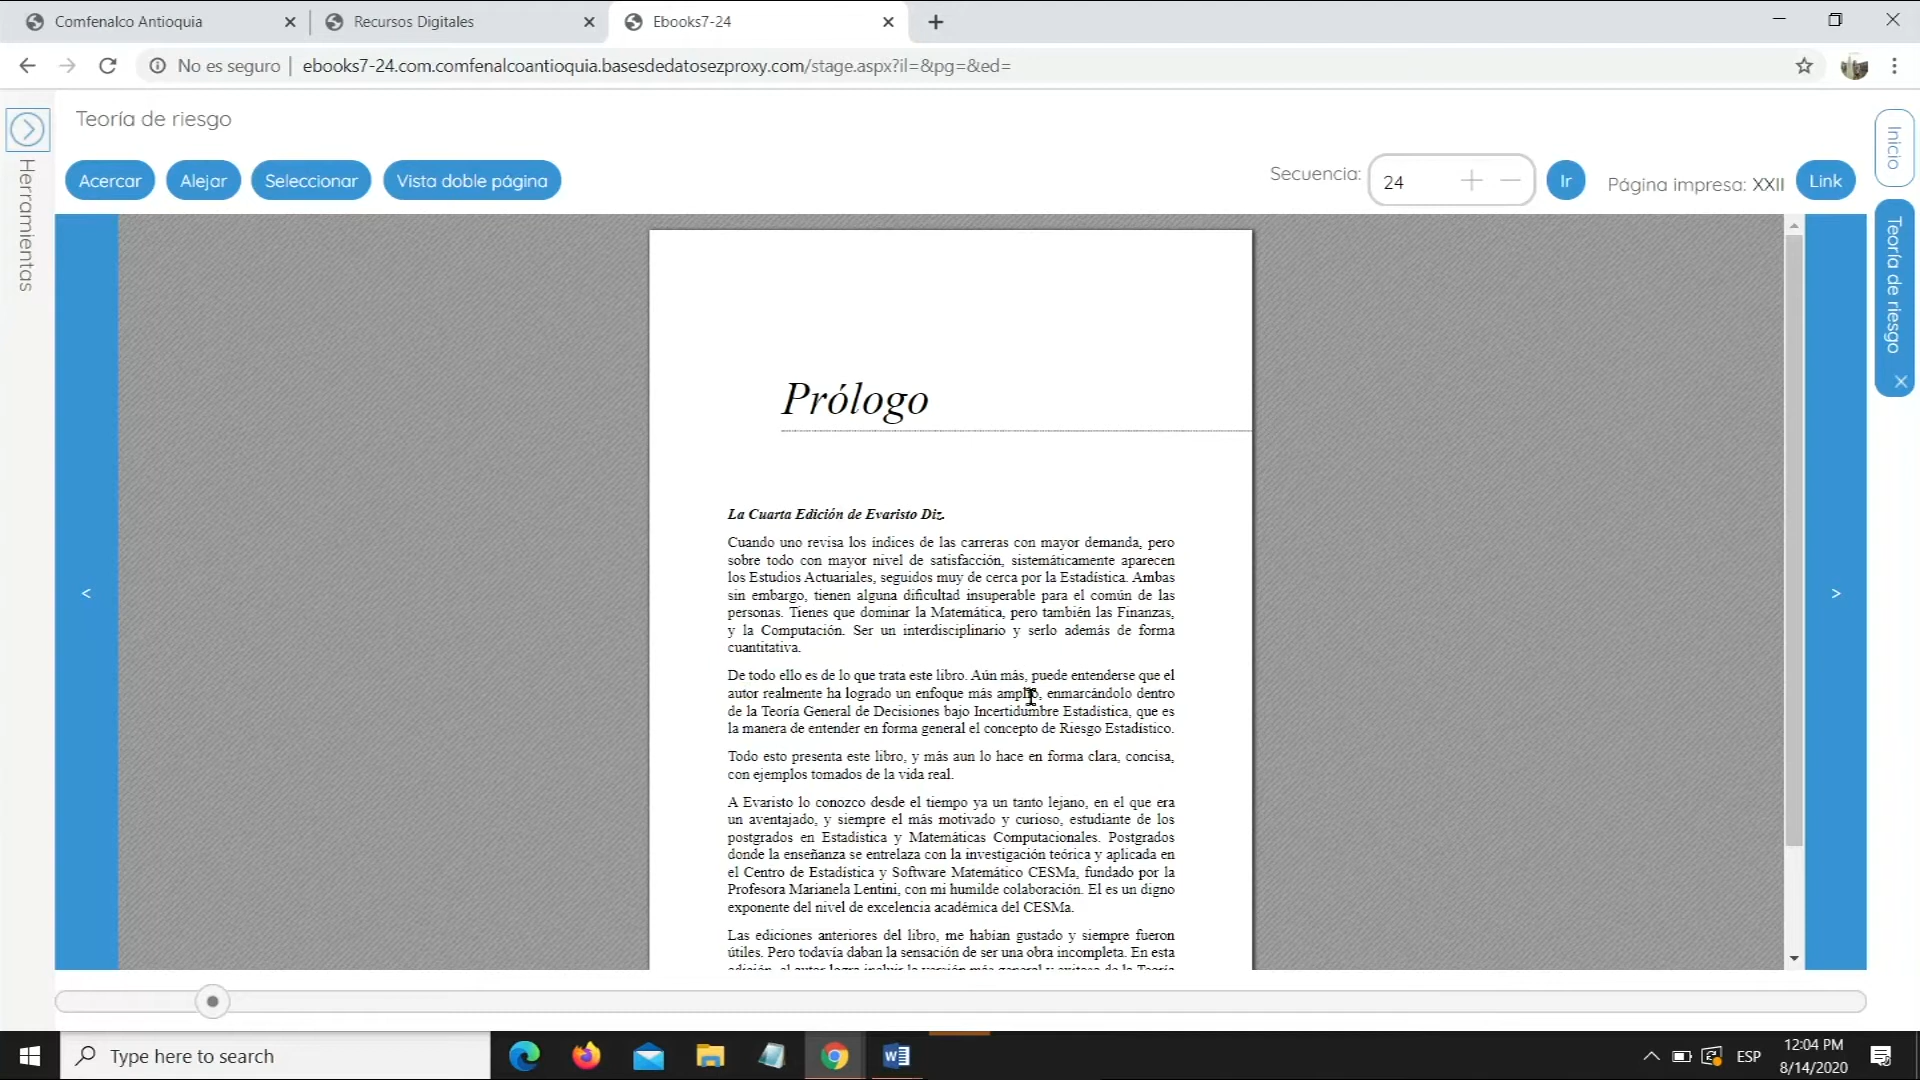 Comfenalco Antioquia
Recursos Digitales
Ebooks7-24
No es seguro
ebooks7-24.com.comfenalcoantioquia.basesdedatosezproxy.com/stage.aspx?il=&pg=&ed=
Teoría de riesgo
Herramientas
Acercar
Alejar
Seleccionar
Vista doble página
Secuencia:
24
Ir
Página impresa: XXII
Link
Inicio
Teoría de riesgo
<
>
Prólogo
La Cuarta Edición de Evaristo Diz.
Cuando uno revisa los índices de las carreras con mayor demanda, pero
sobre todo con mayor nivel de satisfacción, sistemáticamente aparecen
los Estudios Actuariales, seguidos muy de cerca por la Estadística. Ambas
sin embargo, tienen alguna dificultad insuperable para el común de las
personas. Tienes que dominar la Matemática, pero también las Finanzas,
y la Computación. Ser un interdisciplinario y serlo además de forma
cuantitativa.
De todo ello es de lo que trata este libro. Aún más, puede entenderse que el
autor realmente ha logrado un enfoque más amplio, enmarcándolo dentro
de la Teoría General de Decisiones bajo Incertidumbre Estadística, que es
la manera de entender en forma general el concepto de Riesgo Estadístico.
Todo esto presenta este libro, y más aun lo hace en forma clara, concisa,
con ejemplos tomados de la vida real.
A Evaristo lo conozco desde el tiempo ya un tanto lejano, en el que era
un aventajado, y siempre el más motivado y curioso, estudiante de los
postgrados en Estadística y Matemáticas Computacionales. Postgrados
donde la enseñanza se entrelaza con la investigación teórica y aplicada en
el Centro de Estadística y Software Matemático CESMa, fundado por la
Profesora Marianela Lentini, con mi humilde colaboración. El es un digno
exponente del nivel de excelencia académica del CESMa.
Las ediciones anteriores del libro, me habían gustado y siempre fueron
útiles. Pero todavía daban la sensación de ser una obra incompleta. En esta
edición, el autor logra incluir la versión más general y exitosa de la Teoría
Type here to search
ESP
12:04 PM
8/14/2020